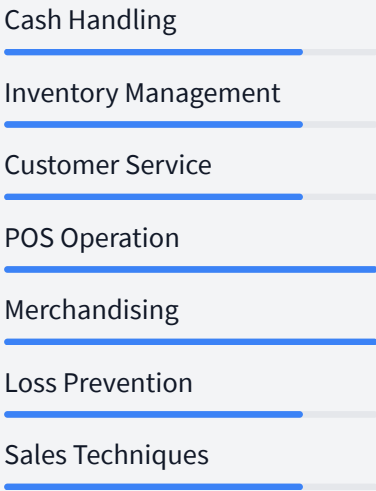 Cash Handling
Inventory Management
Customer Service
POS Operation
Merchandising
Loss Prevention
Sales Techniques